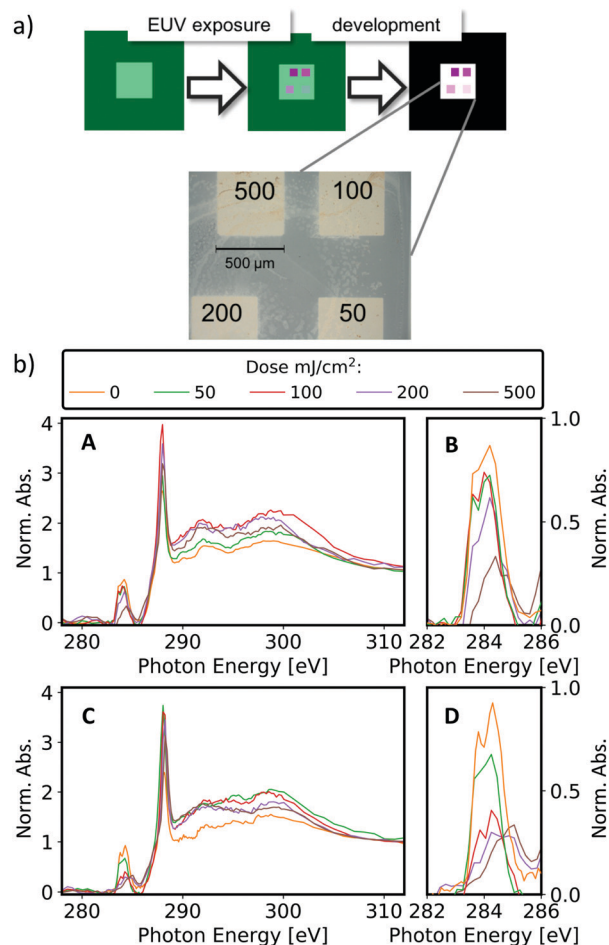 a)
EUV exposure
development
500
100
500 µm
200
50
b)
Dose mJ/cm²:
0
50
100
200
500
4
3
2
1
0
Norm. Abs.
A
280
290
300
310
Photon Energy [eV]
B
1.0
0.5
0.0
Norm. Abs.
282
284
286
Photon Energy [eV]
4
3
2
1
0
Norm. Abs.
C
280
290
300
310
Photon Energy [eV]
D
1.0
0.5
0.0
Norm. Abs.
282
284
286
Photon Energy [eV]